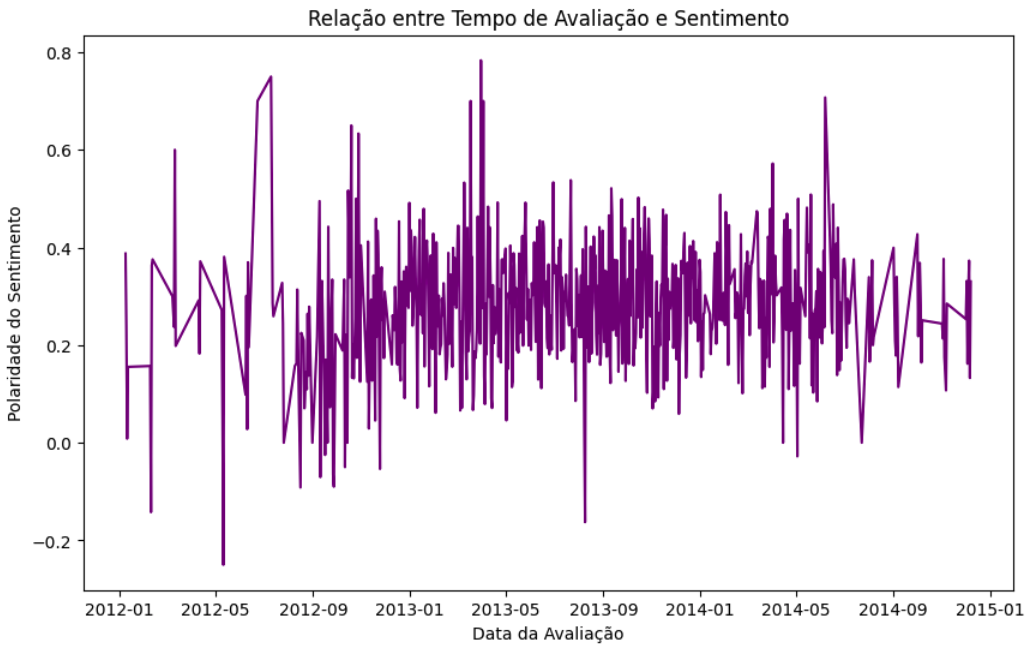 Relação entre Tempo de Avaliação e Sentimento
Polaridade do Sentimento
0.8
0.6
0.4
0.2
0.0
−0.2
2012-01 2012-05 2012-09 2013-01 2013-05 2013-09 2014-01 2014-05 2014-09 2015-01
Data da Avaliação